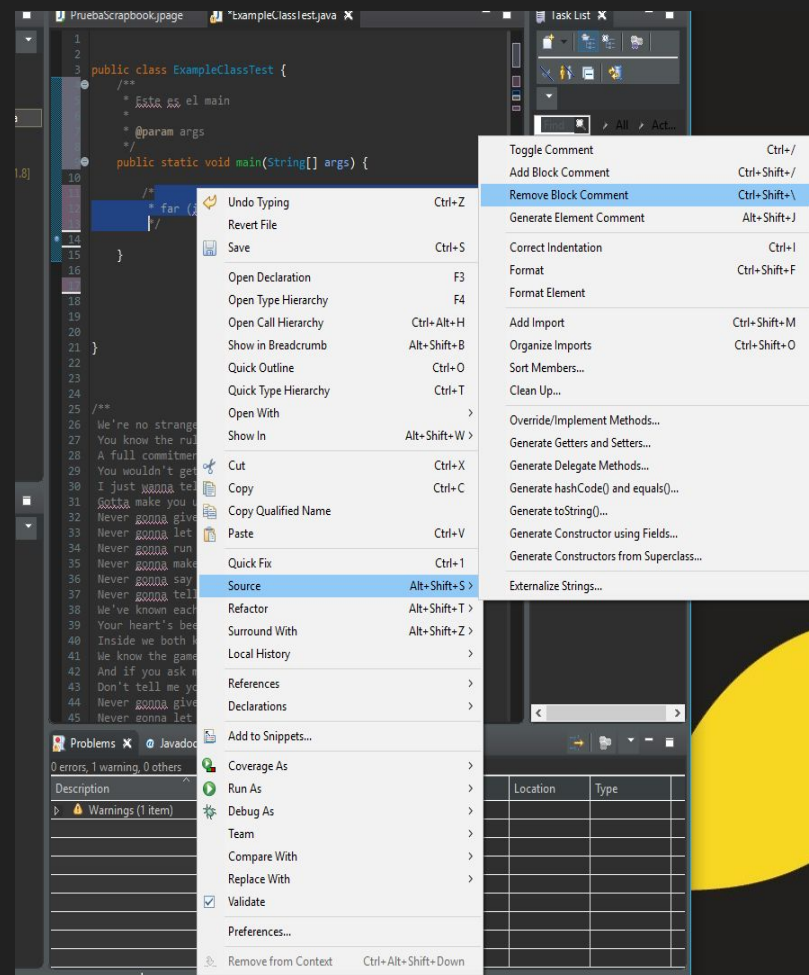 PruebaScrapbook.jpage
*ExampleClassTest.java
Task List
1
2
3 public class ExampleClassTest {
/**
* Este es el main
*
* @param args
*/
public static void main(String[] args) {
10
/*
* far (
*/
14
15 }
16
18
19
20
21 }
22
23
24
25 /**
26 We're no strange
27 You know the rul
28 A full commitmen
29 You wouldn't get
30 I just wanna tel
31 Gotta make you u
32 Never gonna give
33 Never gonna let
34 Never gonna run
35 Never gonna make
36 Never gonna say
37 Never gonna tell
38 We've known each
39 Your heart's bee
40 Inside we both k
41 We know the game
42 And if you ask m
43 Don't tell me yo
44 Never gonna give
45 Never gonna let
1.8]
All
Act...
Undo Typing Ctrl+Z
Revert File
Save Ctrl+S
Open Declaration F3
Open Type Hierarchy F4
Open Call Hierarchy Ctrl+Alt+H
Show in Breadcrumb Alt+Shift+B
Quick Outline Ctrl+O
Quick Type Hierarchy Ctrl+T
Open With >
Show In Alt+Shift+W >
Cut Ctrl+X
Copy Ctrl+C
Copy Qualified Name
Paste Ctrl+V
Quick Fix Ctrl+1
Source Alt+Shift+S >
Refactor Alt+Shift+T >
Surround With Alt+Shift+Z >
Local History >
References >
Declarations >
Add to Snippets...
Coverage As >
Run As >
Debug As >
Team >
Compare With >
Replace With >
Validate
Preferences...
Remove from Context Ctrl+Alt+Shift+Down
Toggle Comment Ctrl+/
Add Block Comment Ctrl+Shift+/
Remove Block Comment Ctrl+Shift+\
Generate Element Comment Alt+Shift+J
Correct Indentation Ctrl+I
Format Ctrl+Shift+F
Format Element
Add Import Ctrl+Shift+M
Organize Imports Ctrl+Shift+O
Sort Members...
Clean Up...
Override/Implement Methods...
Generate Getters and Setters...
Generate Delegate Methods...
Generate hashCode() and equals()...
Generate toString()...
Generate Constructor using Fields...
Generate Constructors from Superclass...
Externalize Strings...
Problems
@ Javadoc
0 errors, 1 warning, 0 others
Description
Location
Type
Warnings (1 item)